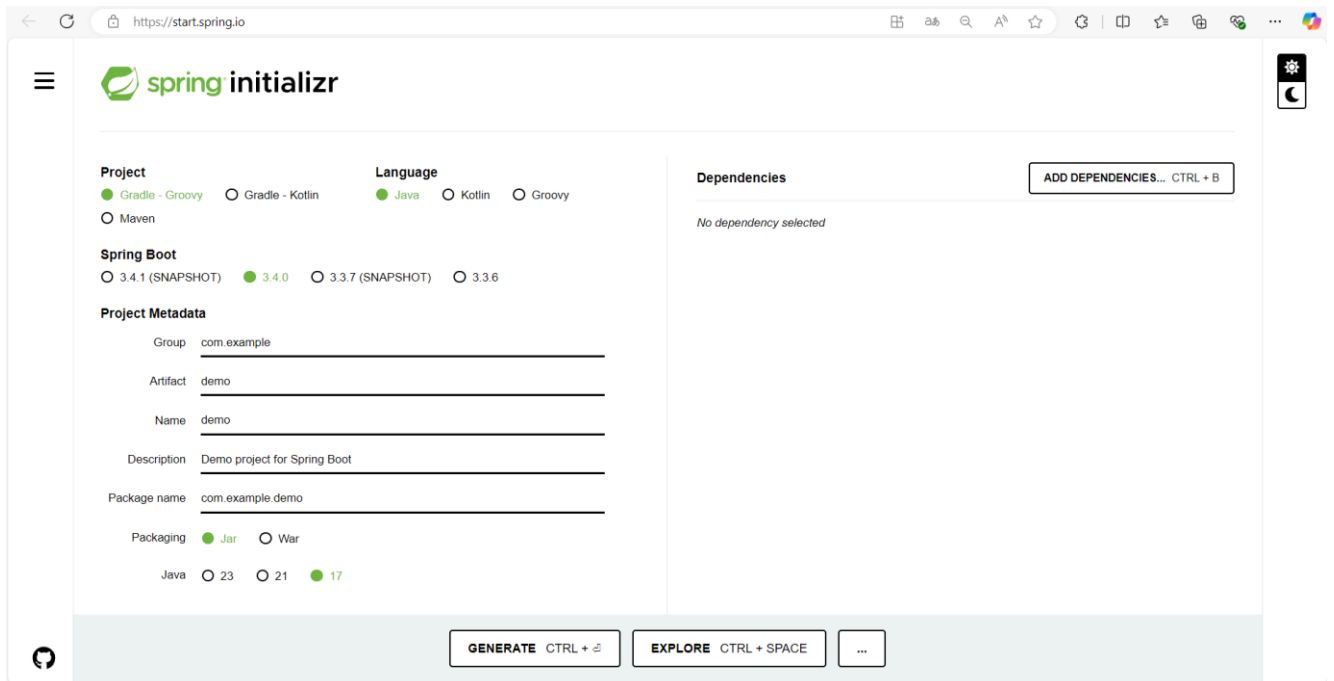 https://start.spring.io
spring initializr
Project
Gradle - Groovy Gradle - Kotlin
Maven
Language
Java Kotlin Groovy
Spring Boot
3.4.1 (SNAPSHOT) 3.4.0 3.3.7 (SNAPSHOT) 3.3.6
Project Metadata
Group com.example
Artifact demo
Name demo
Description Demo project for Spring Boot
Package name com.example.demo
Packaging Jar War
Java 23 21 17
Dependencies
ADD DEPENDENCIES... CTRL + B
No dependency selected
GENERATE CTRL + ⏎
EXPLORE CTRL + SPACE
...